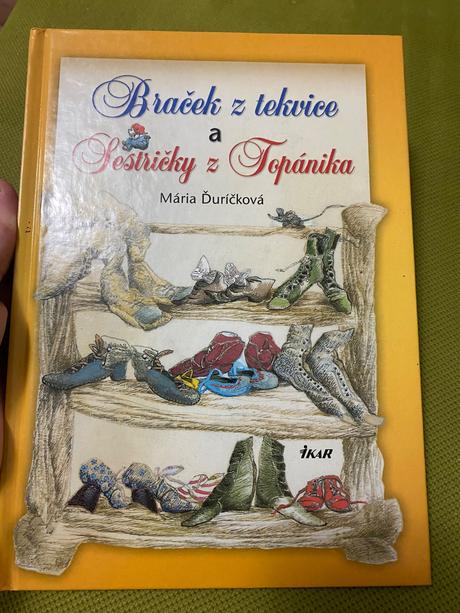 Braček z tekvice
a
Sestričky z Topánika
Mária Ďuríčková
IKAR